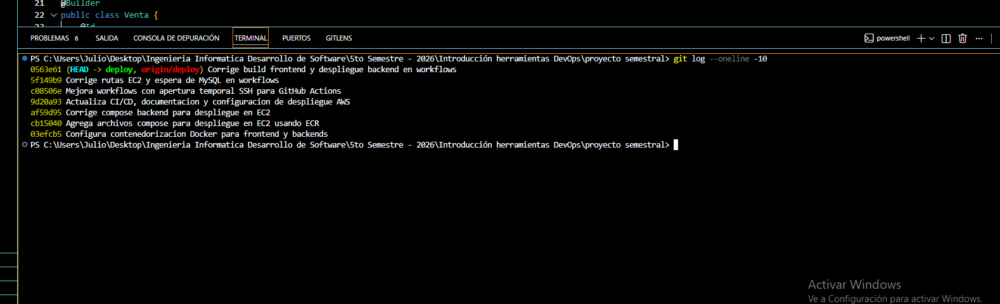 21 @Builder
22 public class Venta {
23 @Id
PROBLEMAS 6 SALIDA CONSOLA DE DEPURACIÓN TERMINAL PUERTOS GITLENS powershell
PS C:\Users\Julio\Desktop\Ingenieria Informatica Desarrollo de Software\5to Semestre - 2026\Introducción herramientas DevOps\proyecto semestral> git log --oneline -10
0563e61 (HEAD -> deploy, origin/deploy) Corrige build frontend y despliegue backend en workflows
5f149b9 Corrige rutas EC2 y espera de MySQL en workflows
c08506e Mejora workflows con apertura temporal SSH para GitHub Actions
9d20a93 Actualiza CI/CD, documentacion y configuracion de despliegue AWS
af59d95 Corrige compose backend para despliegue en EC2
cb15040 Agrega archivos compose para despliegue en EC2 usando ECR
03efcb5 Configura contenedorizacion Docker para frontend y backends
PS C:\Users\Julio\Desktop\Ingenieria Informatica Desarrollo de Software\5to Semestre - 2026\Introducción herramientas DevOps\proyecto semestral>
Activar Windows
Ve a Configuración para activar Windows.